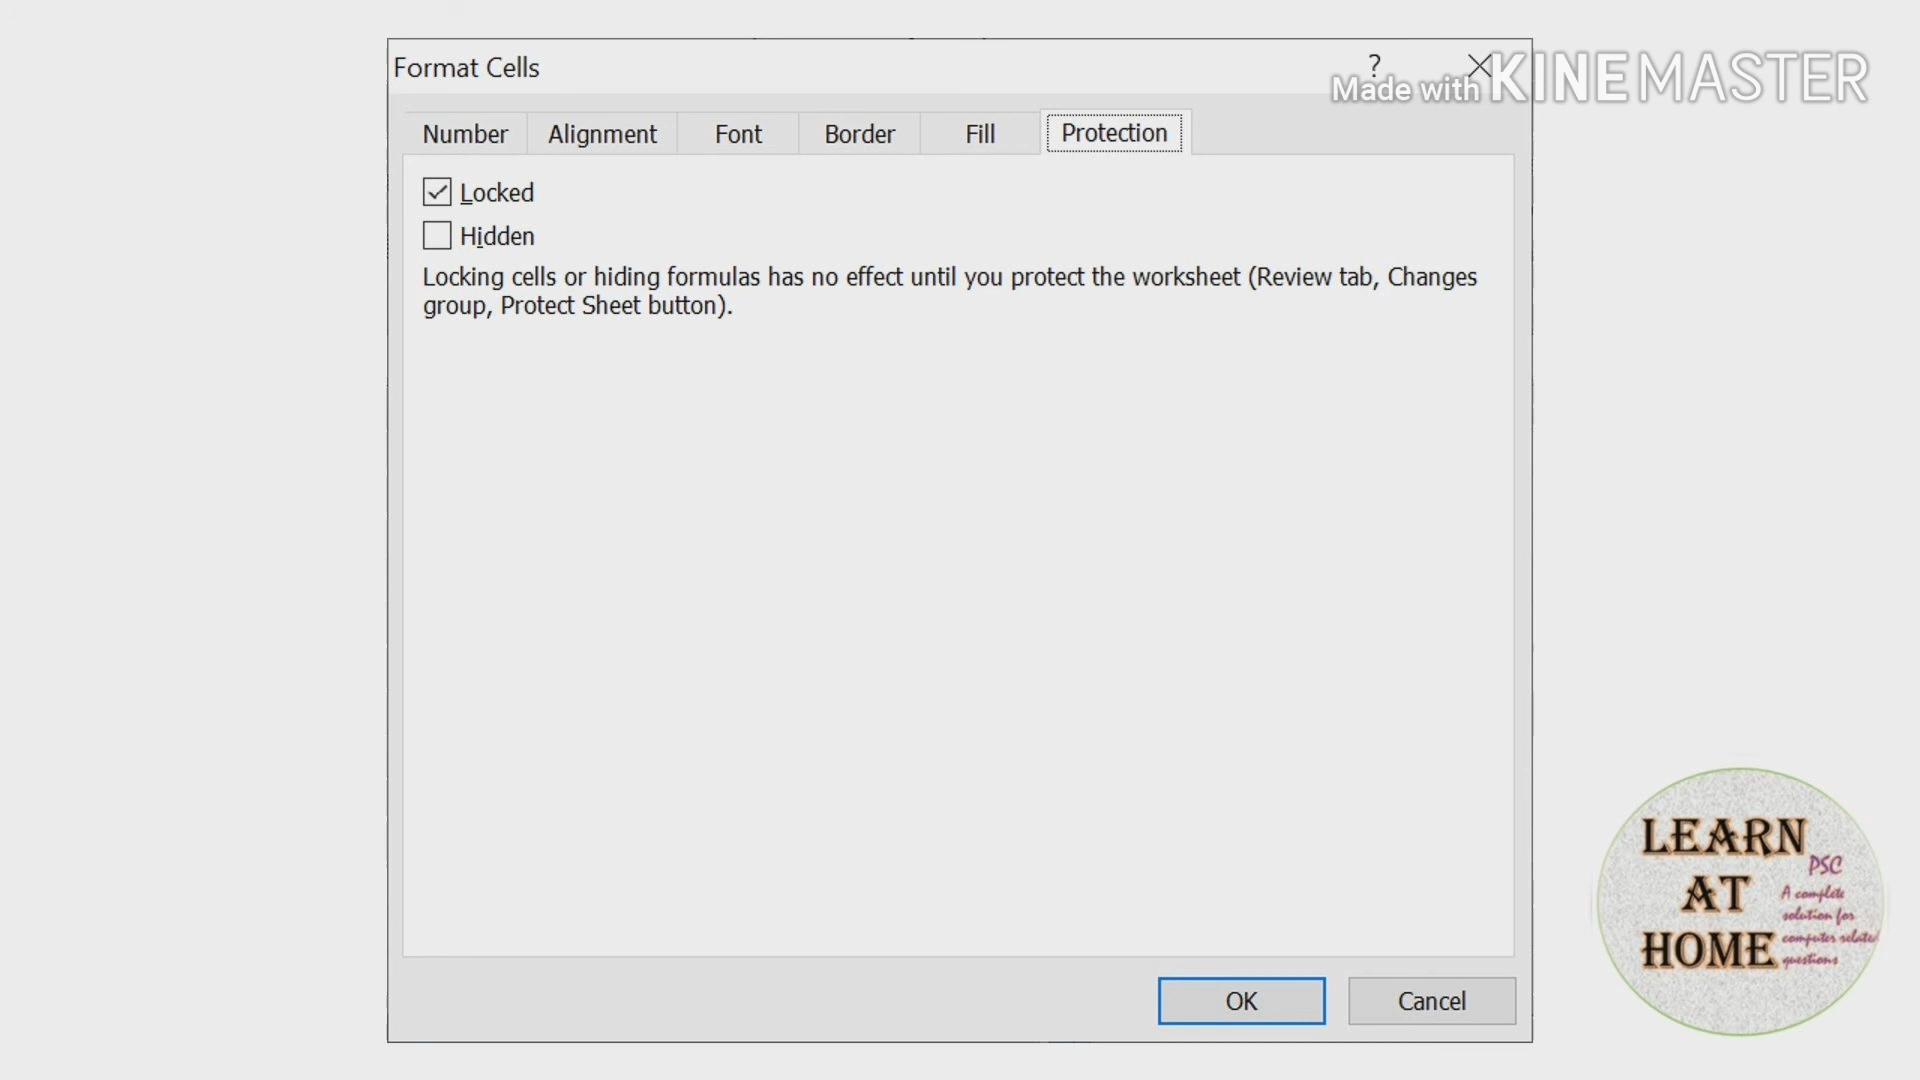 Format Cells
?
Made with KINEMASTER
Number Alignment Font Border Fill Protection
Locked
Hidden
Locking cells or hiding formulas has no effect until you protect the worksheet (Review tab, Changes
group, Protect Sheet button).
LEARN
AT
HOME
PSC
A complete
solution for
computer relate
questions
OK Cancel